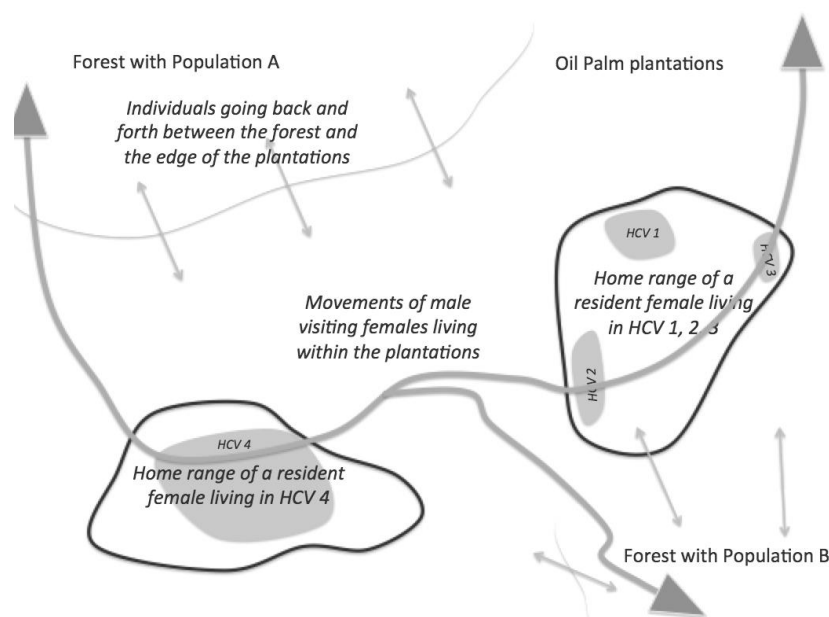 Forest with Population A
Oil Palm plantations
Individuals going back and
forth between the forest and
the edge of the plantations
HCV 1
HCV 3
Home range of a
resident female living
in HCV 1, 2, 3
Movements of male
visiting females living
within the plantations
HCV 2
HCV 4
Home range of a resident
female living in HCV 4
Forest with Population B